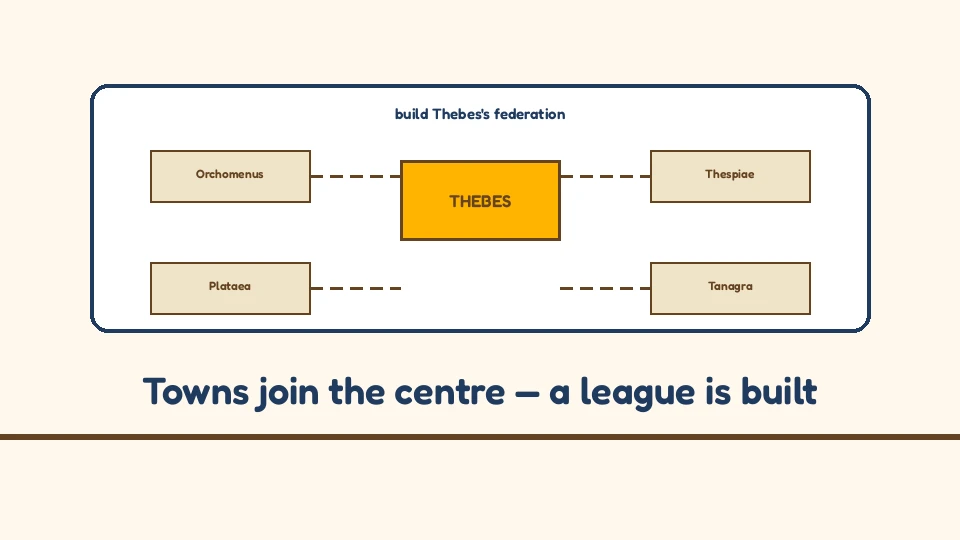 build Thebes's federation
Orchomenus
Thespiae
THEBES
Plataea
Tanagra
Towns join the centre — a league is built